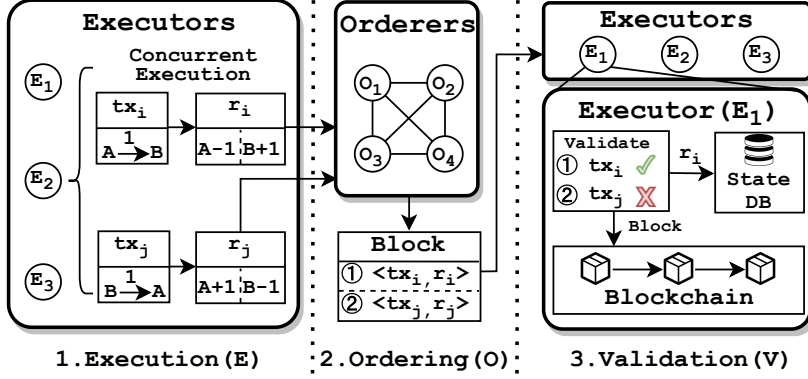 Executors
Concurrent
Execution
E1
E2
E3
txi
A 1 B
ri
A-1 B+1
txj
B 1 A
rj
A+1 B-1
1.Execution(E)
Orderers
O1 O2
O3 O4
Block
① <txi,ri>
② <txj,rj>
2.Ordering(O)
Executors
E1 E2 E3
Executor(E1)
Validate
① txi
② txj
ri
State
DB
Block
Blockchain
3.Validation(V)